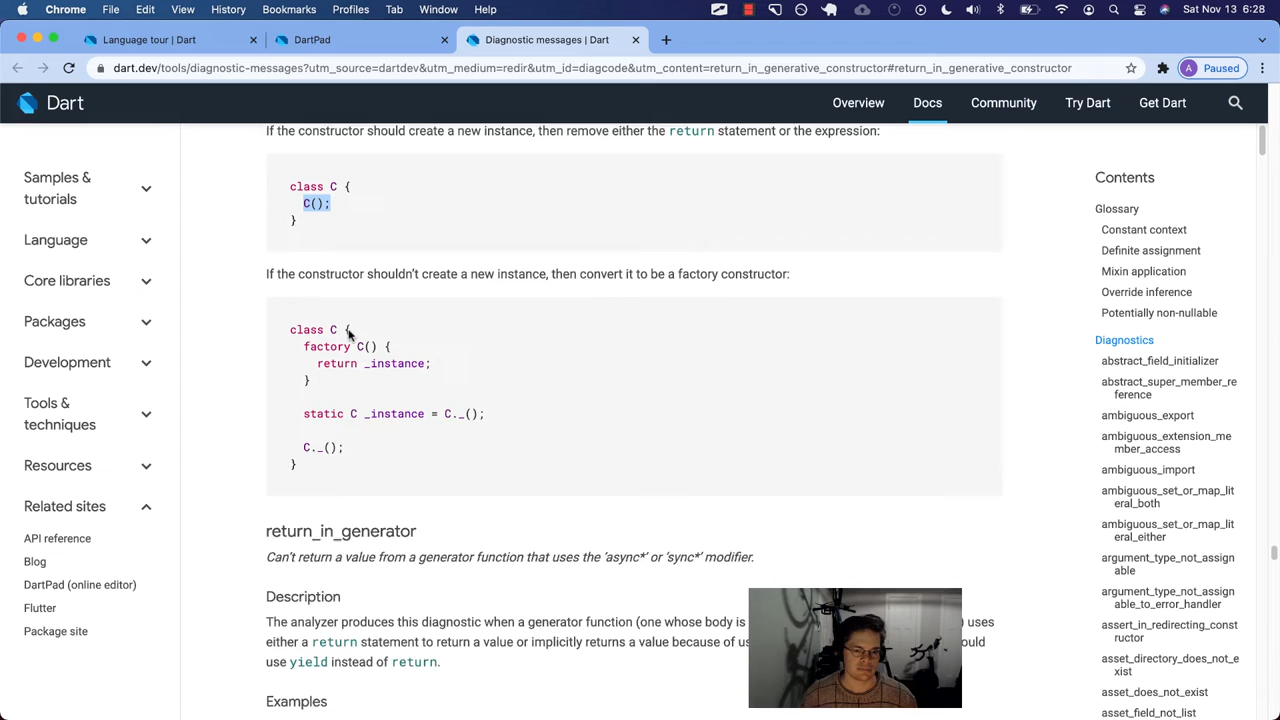 Chrome File Edit View History Bookmarks Profiles Tab Window Help Sat Nov 13 6:28
Language tour | Dart
DartPad
Diagnostic messages | Dart
dart.dev/tools/diagnostic-messages?utm_source=dartdev&utm_medium=redir&utm_id=diagcode&utm_content=return_in_generative_constructor#return_in_generative_constructor
A Paused
Dart
Overview Docs Community Try Dart Get Dart
Samples &
tutorials
Language
Core libraries
Packages
Development
Tools &
techniques
Resources
Related sites
API reference
Blog
DartPad (online editor)
Flutter
Package site
If the constructor should create a new instance, then remove either the return statement or the expression:
class C {
C();
}
If the constructor shouldn't create a new instance, then convert it to be a factory constructor:
class C {
factory C() {
return _instance;
}
static C _instance = C._();
C._();
}
return_in_generator
Can't return a value from a generator function that uses the 'async*' or 'sync*' modifier.
Description
The analyzer produces this diagnostic when a generator function (one whose body is ) uses
either a return statement to return a value or implicitly returns a value because of
use yield instead of return.
Examples
Contents
Glossary
Constant context
Definite assignment
Mixin application
Override inference
Potentially non-nullable
Diagnostics
abstract_field_initializer
abstract_super_member_re
ference
ambiguous_export
ambiguous_extension_me
mber_access
ambiguous_import
ambiguous_set_or_map_lit
eral_both
ambiguous_set_or_map_lit
eral_either
argument_type_not_assign
able
argument_type_not_assign
able_to_error_handler
assert_in_redirecting_const
ructor
asset_directory_does_not_e
xist
asset_does_not_exist
asset_field_not_list